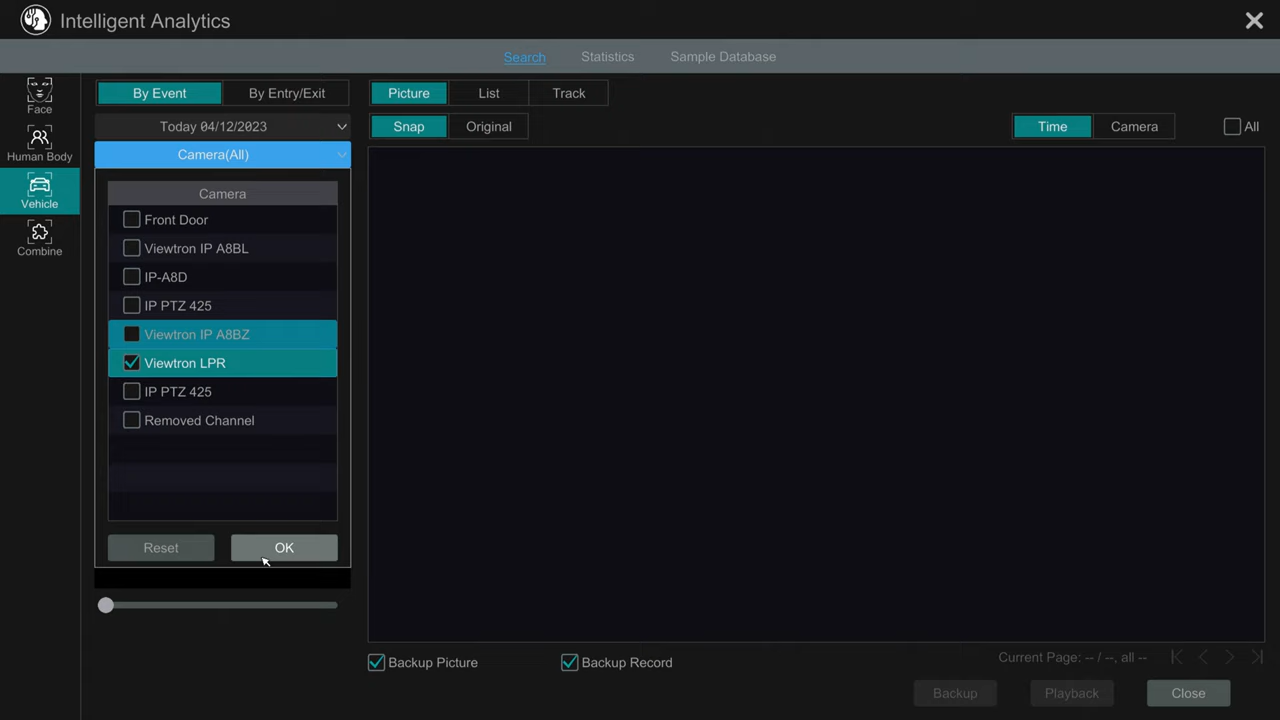 Intelligent Analytics
Search
Statistics
Sample Database
Face
Human Body
Vehicle
Combine
By Event
By Entry/Exit
Today 04/12/2023
Camera(All)
Camera
Front Door
Viewtron IP A8BL
IP-A8D
IP PTZ 425
Viewtron IP A8BZ
Viewtron LPR
IP PTZ 425
Removed Channel
Reset
OK
Picture
List
Track
Snap
Original
Time
Camera
All
Backup Picture
Backup Record
Current Page: -- / --, all --
Backup
Playback
Close